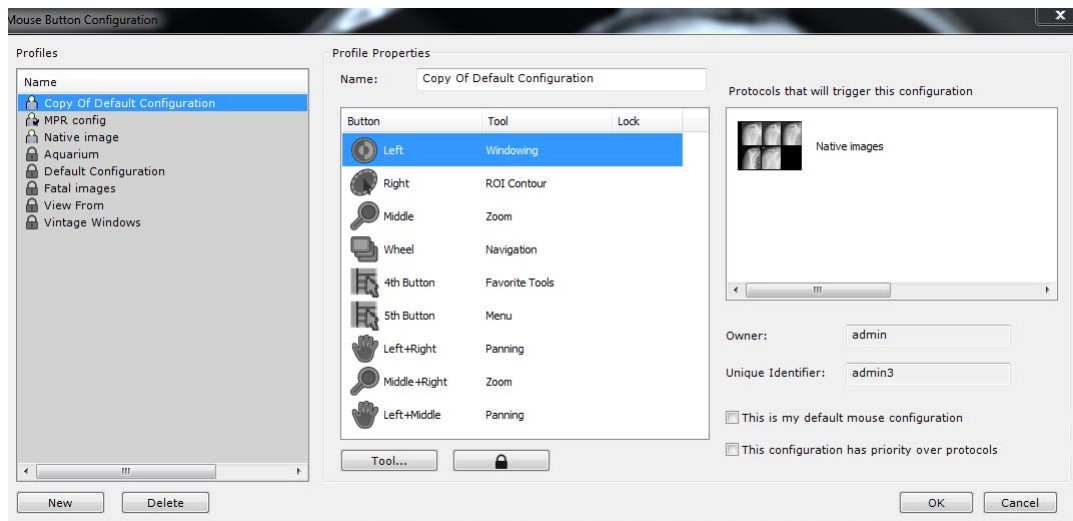 Mouse Button Configuration
x
Profiles
Name
Copy Of Default Configuration
MPR config
Native image
Aquarium
Default Configuration
Fatal images
View From
Vintage Windows
New
Delete
Profile Properties
Name: Copy Of Default Configuration
Button Tool Lock
Left Windowing
Right ROI Contour
Middle Zoom
Wheel Navigation
4th Button Favorite Tools
5th Button Menu
Left+Right Panning
Middle+Right Zoom
Left+Middle Panning
Tool...
Protocols that will trigger this configuration
Native images
Owner: admin
Unique Identifier: admin3
This is my default mouse configuration
This configuration has priority over protocols
OK
Cancel